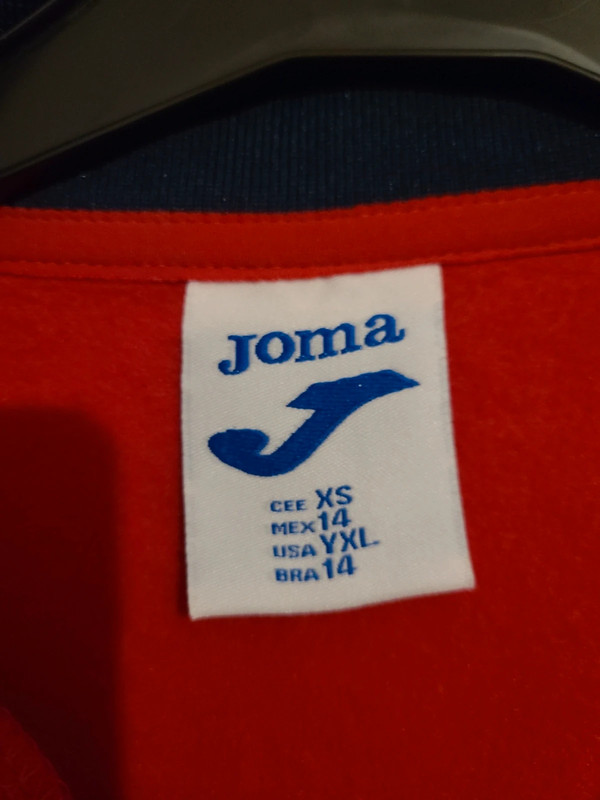 Joma
CEE XS
MEX 14
USA YXL
BRA 14